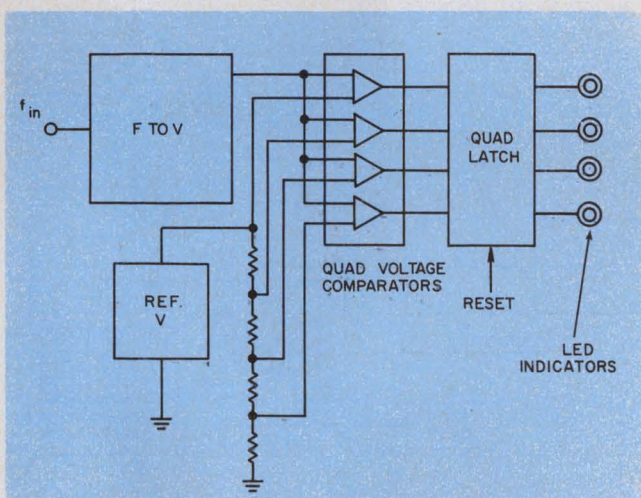 f in
F TO V
REF.
V
QUAD VOLTAGE
COMPARATORS
QUAD
LATCH
RESET
LED
INDICATORS